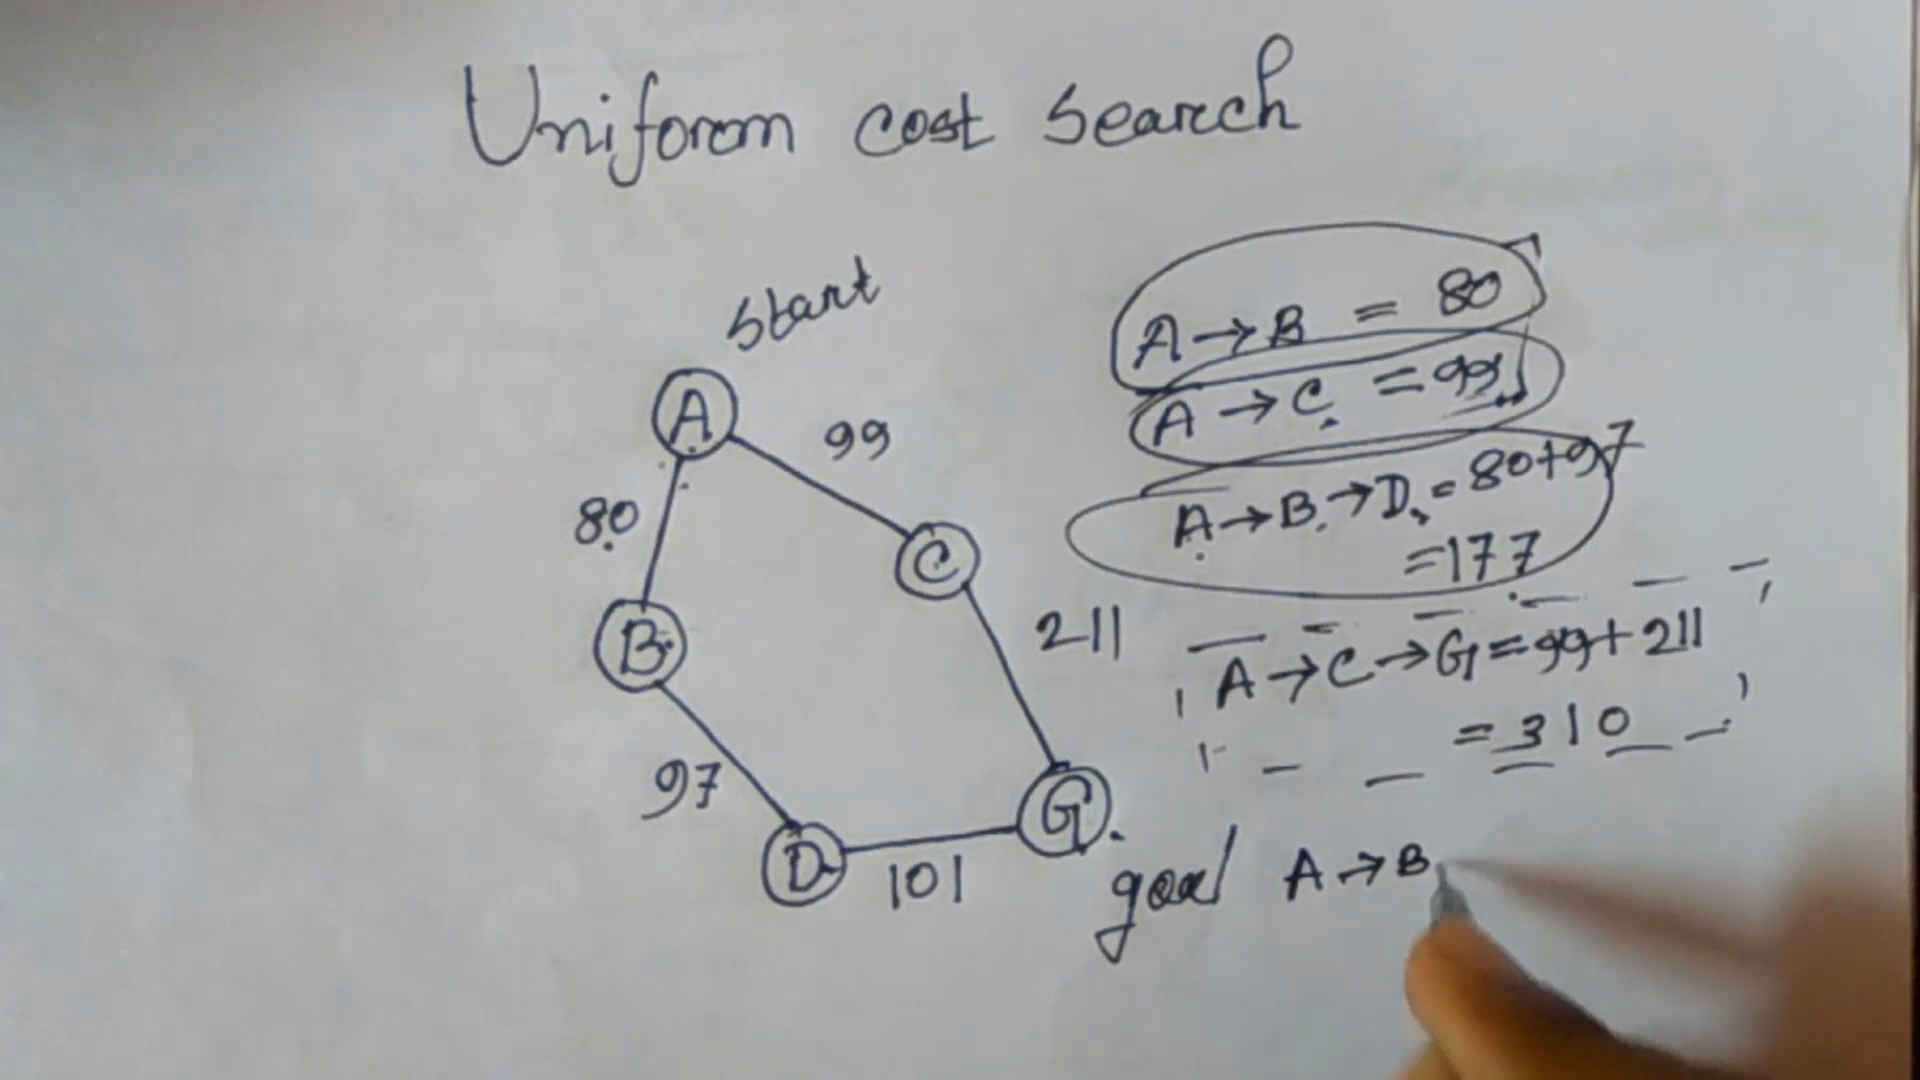 Uniform cost search
start
A
99
80
C
B
211
97
G
D
101
goal
A→B = 80
A→C = 99
A→B→D = 80+97
=177
A→C→G=99+211
=310
A→B